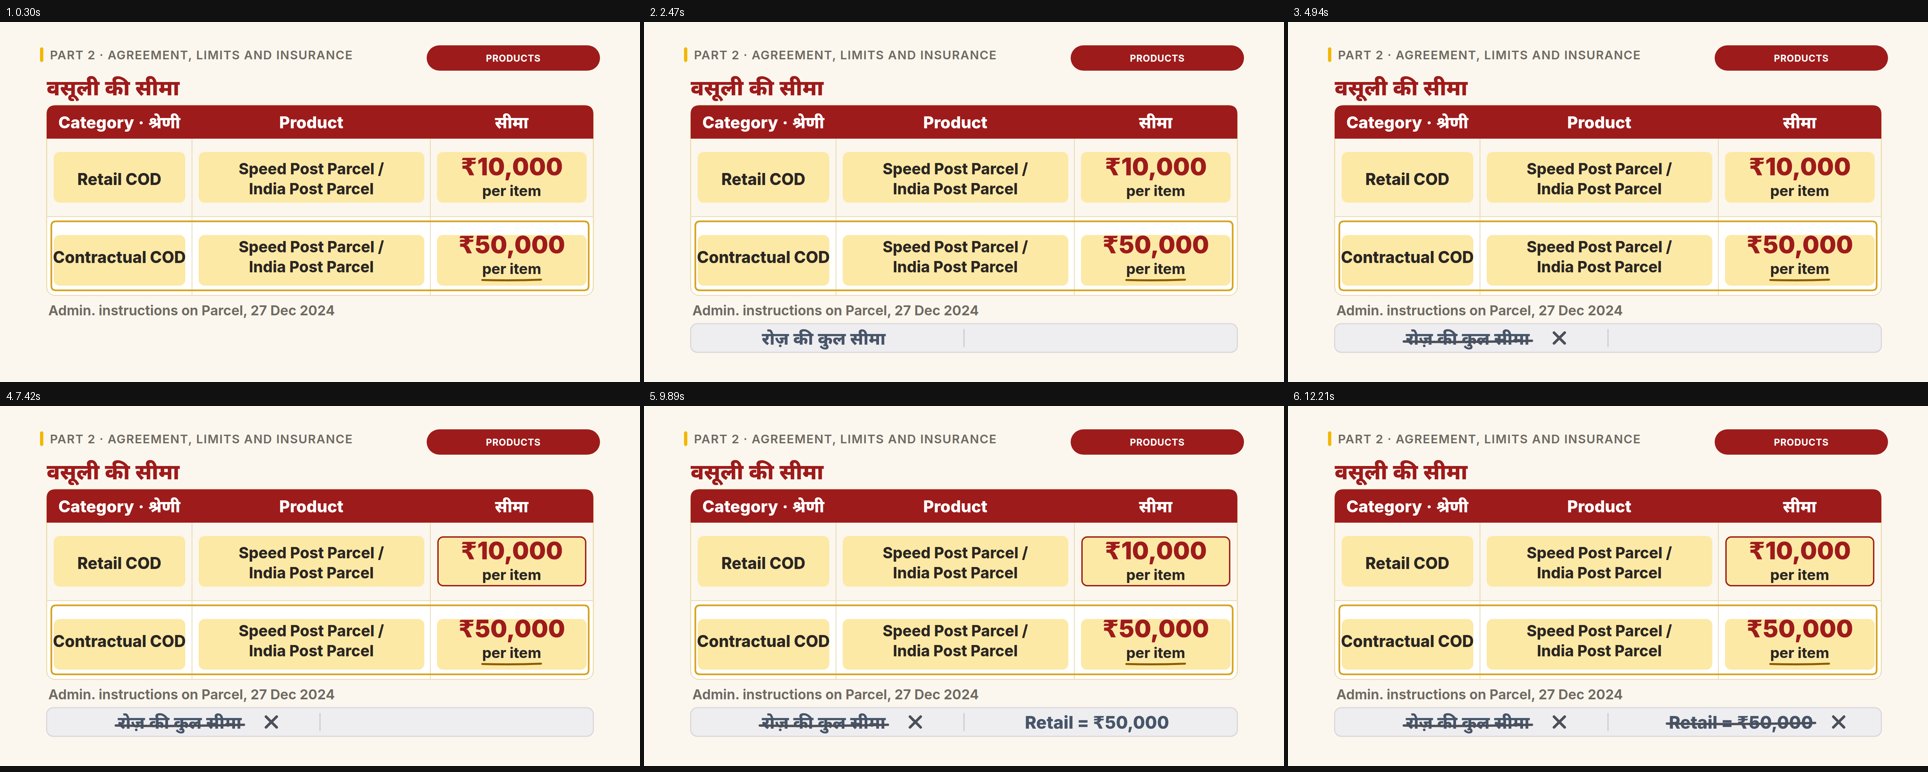 1. 0.30s
PART 2 · AGREEMENT, LIMITS AND INSURANCE
PRODUCTS
वसूली की सीमा
Category · श्रेणी Product सीमा
Retail COD
Speed Post Parcel /
India Post Parcel
₹10,000
per item
Contractual COD
Speed Post Parcel /
India Post Parcel
₹50,000
per item
Admin. instructions on Parcel, 27 Dec 2024
2. 2.47s
PART 2 · AGREEMENT, LIMITS AND INSURANCE
PRODUCTS
वसूली की सीमा
Category · श्रेणी Product सीमा
Retail COD
Speed Post Parcel /
India Post Parcel
₹10,000
per item
Contractual COD
Speed Post Parcel /
India Post Parcel
₹50,000
per item
Admin. instructions on Parcel, 27 Dec 2024
रोज़ की कुल सीमा
3. 4.94s
PART 2 · AGREEMENT, LIMITS AND INSURANCE
PRODUCTS
वसूली की सीमा
Category · श्रेणी Product सीमा
Retail COD
Speed Post Parcel /
India Post Parcel
₹10,000
per item
Contractual COD
Speed Post Parcel /
India Post Parcel
₹50,000
per item
Admin. instructions on Parcel, 27 Dec 2024
रोज़ की कुल सीमा ✕
4. 7.42s
PART 2 · AGREEMENT, LIMITS AND INSURANCE
PRODUCTS
वसूली की सीमा
Category · श्रेणी Product सीमा
Retail COD
Speed Post Parcel /
India Post Parcel
₹10,000
per item
Contractual COD
Speed Post Parcel /
India Post Parcel
₹50,000
per item
Admin. instructions on Parcel, 27 Dec 2024
रोज़ की कुल सीमा ✕
5. 9.89s
PART 2 · AGREEMENT, LIMITS AND INSURANCE
PRODUCTS
वसूली की सीमा
Category · श्रेणी Product सीमा
Retail COD
Speed Post Parcel /
India Post Parcel
₹10,000
per item
Contractual COD
Speed Post Parcel /
India Post Parcel
₹50,000
per item
Admin. instructions on Parcel, 27 Dec 2024
रोज़ की कुल सीमा ✕ Retail = ₹50,000
6. 12.21s
PART 2 · AGREEMENT, LIMITS AND INSURANCE
PRODUCTS
वसूली की सीमा
Category · श्रेणी Product सीमा
Retail COD
Speed Post Parcel /
India Post Parcel
₹10,000
per item
Contractual COD
Speed Post Parcel /
India Post Parcel
₹50,000
per item
Admin. instructions on Parcel, 27 Dec 2024
रोज़ की कुल सीमा ✕ Retail = ₹50,000 ✕